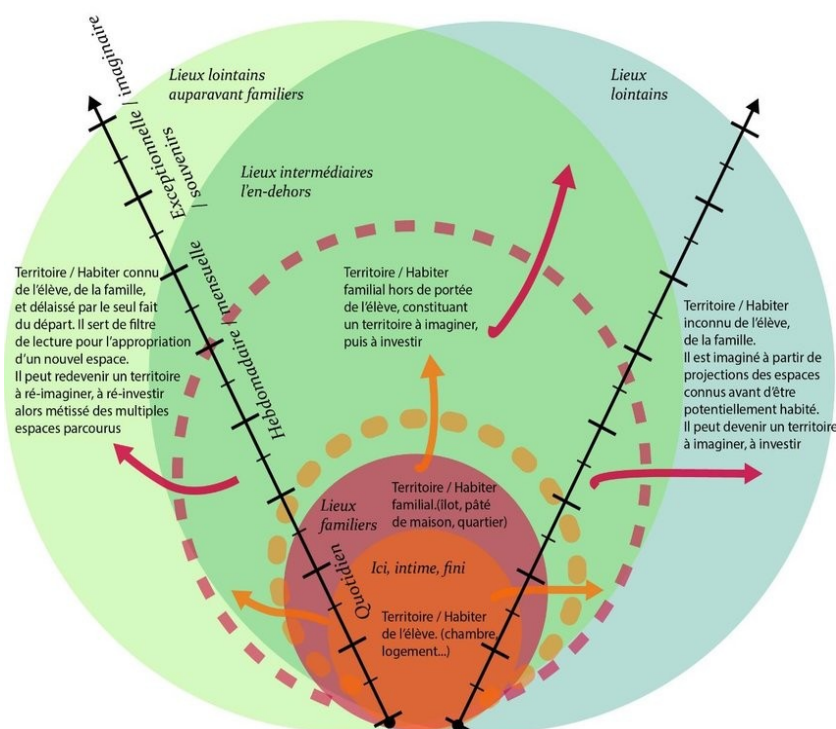 Exceptionnelle / imaginaire
/ souvenirs
Hebdomadaire / mensuelle
Quotidien
Lieux lointains
auparavant familiers
Lieux
lointains
Lieux intermédiaires
l'en-dehors
Territoire / Habiter connu
de l'élève, de la famille,
et délaissé par le seul fait
du départ. Il sert de filtre
de lecture pour l'appropriation
d'un nouvel espace.
Il peut redevenir un territoire
à ré-imaginer, à ré-investir
alors métissé des multiples
espaces parcourus
Territoire / Habiter
familial hors de portée
de l'élève, constituant
un territoire à imaginer,
puis à investir
Territoire / Habiter
inconnu de l'élève,
de la famille.
Il est imaginé à partir de
projections des espaces
connus avant d'être
potentiellement habité.
Il peut devenir un territoire
à imaginer, à investir
Lieux
familiers
Territoire / Habiter
familial.(îlot, pâté
de maison, quartier)
Ici, intime, fini
Territoire / Habiter
de l'élève. (chambre,
logement...)